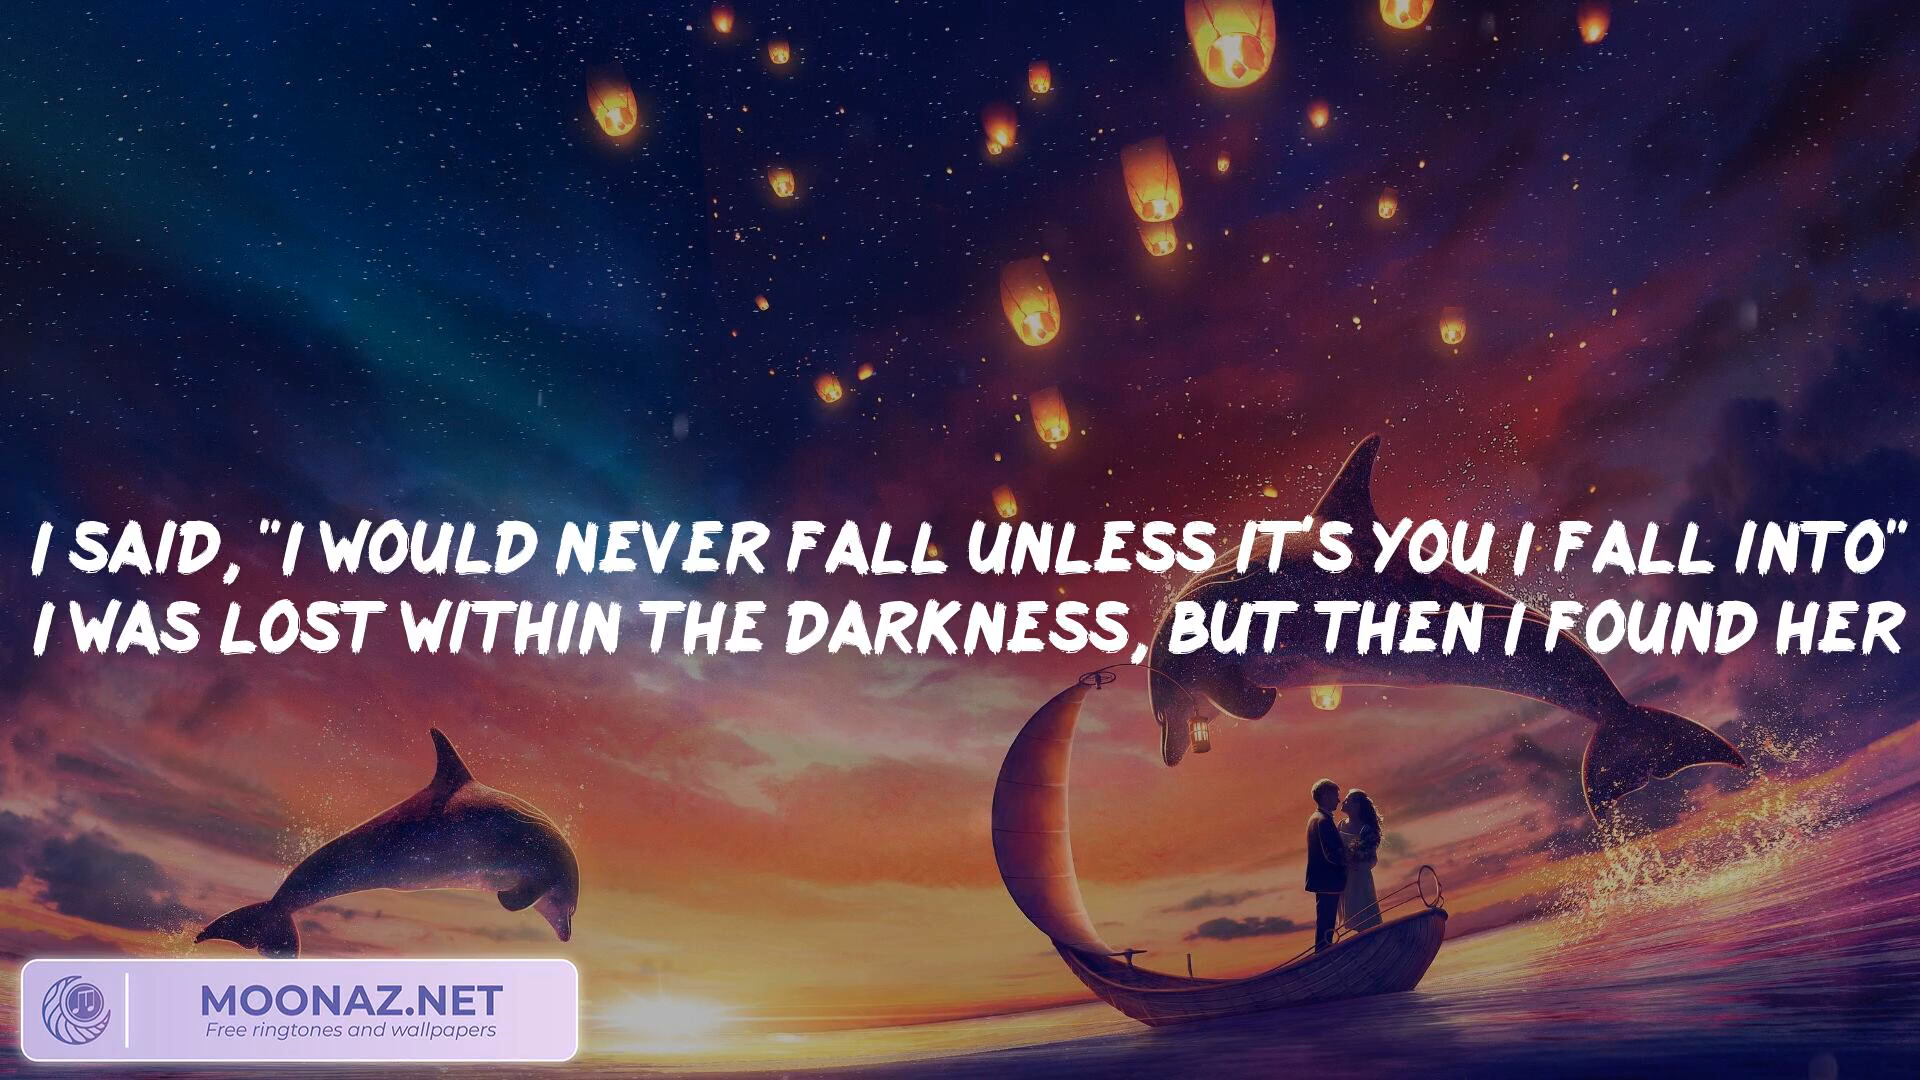 I SAID, "I WOULD NEVER FALL UNLESS IT'S YOU I FALL INTO"
I WAS LOST WITHIN THE DARKNESS, BUT THEN I FOUND HER
MOONAZ.NET
Free ringtones and wallpapers